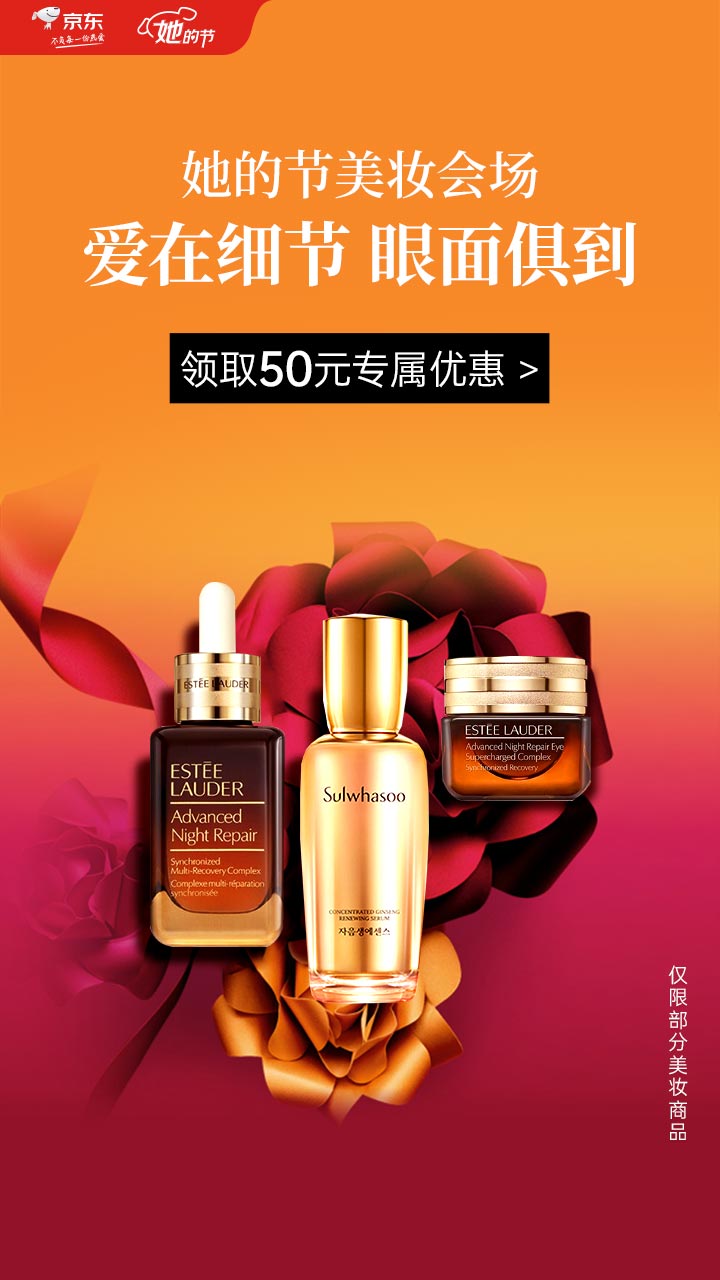 京东
不负每一份热爱
她的节
她的节美妆会场
爱在细节 眼面俱到
领取50元专属优惠 >
ESTĒE LAUDER
ESTĒE
LAUDER
Advanced
Night Repair
Synchronized
Multi-Recovery Complex
Complexe multi-réparation
synchronisée
Sulwhasoo
CONCENTRATED GINSENG
RENEWING SERUM
자음생에센스
ESTĒE LAUDER
Advanced Night Repair Eye
Supercharged Complex
Synchronized Recovery
仅限部分美妆商品